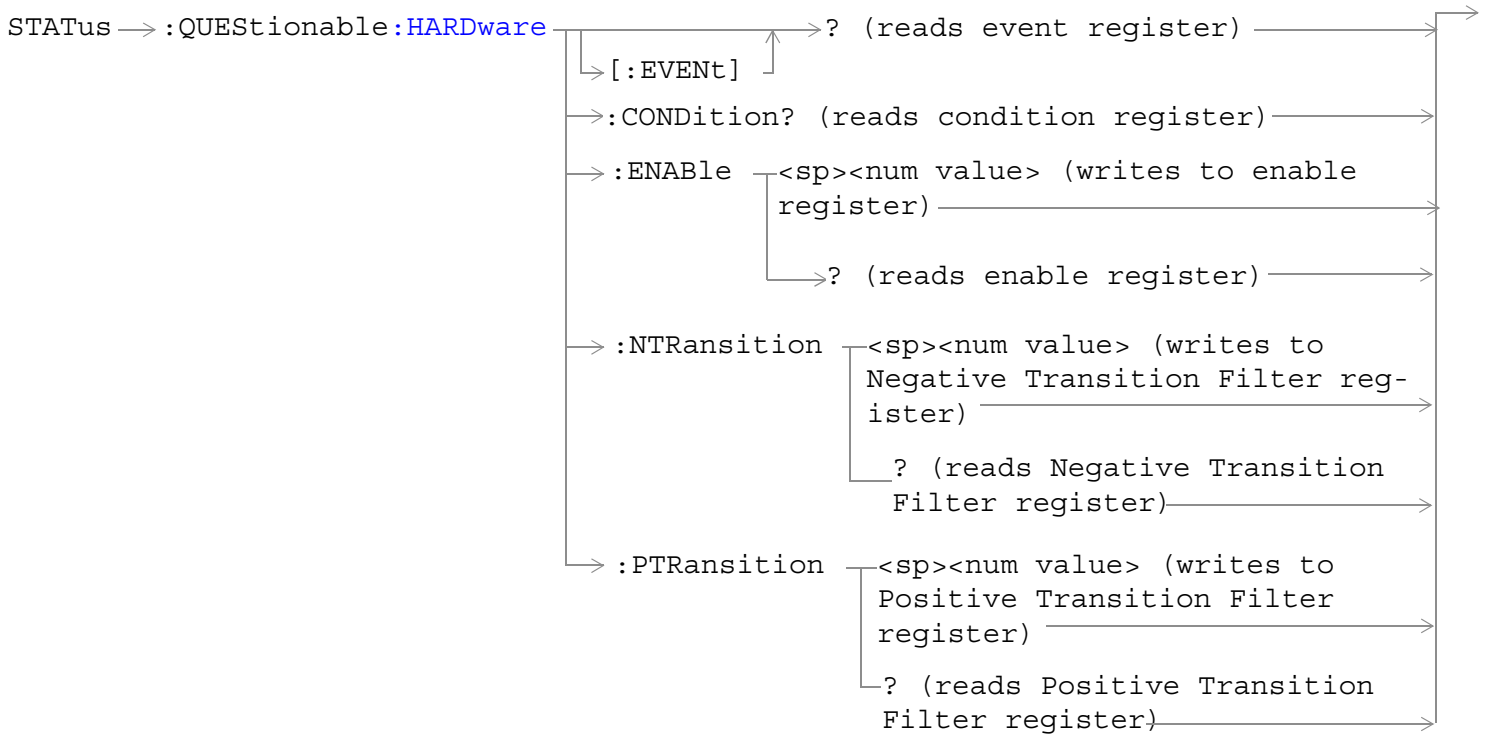 STATus :QUEStionable:HARDware ? (reads event register)
[:EVENt]
:CONDition? (reads condition register)
:ENABle <sp><num value> (writes to enable
register)
? (reads enable register)
:NTRansition <sp><num value> (writes to
Negative Transition Filter reg-
ister)
? (reads Negative Transition
Filter register)
:PTRansition <sp><num value> (writes to
Positive Transition Filter
register)
? (reads Positive Transition
Filter register)